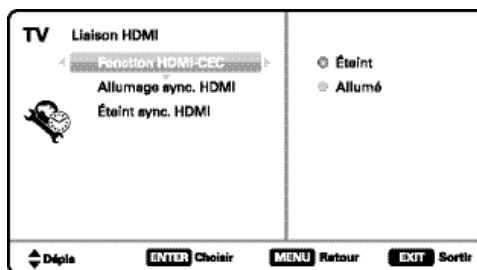 TV Liaison HDMI
Fonction HDMI-CEC
Éteint
Allumage sync. HDMI
Allumé
Éteint sync. HDMI
Dépla ENTER Choisir MENU Retour EXIT Sortir